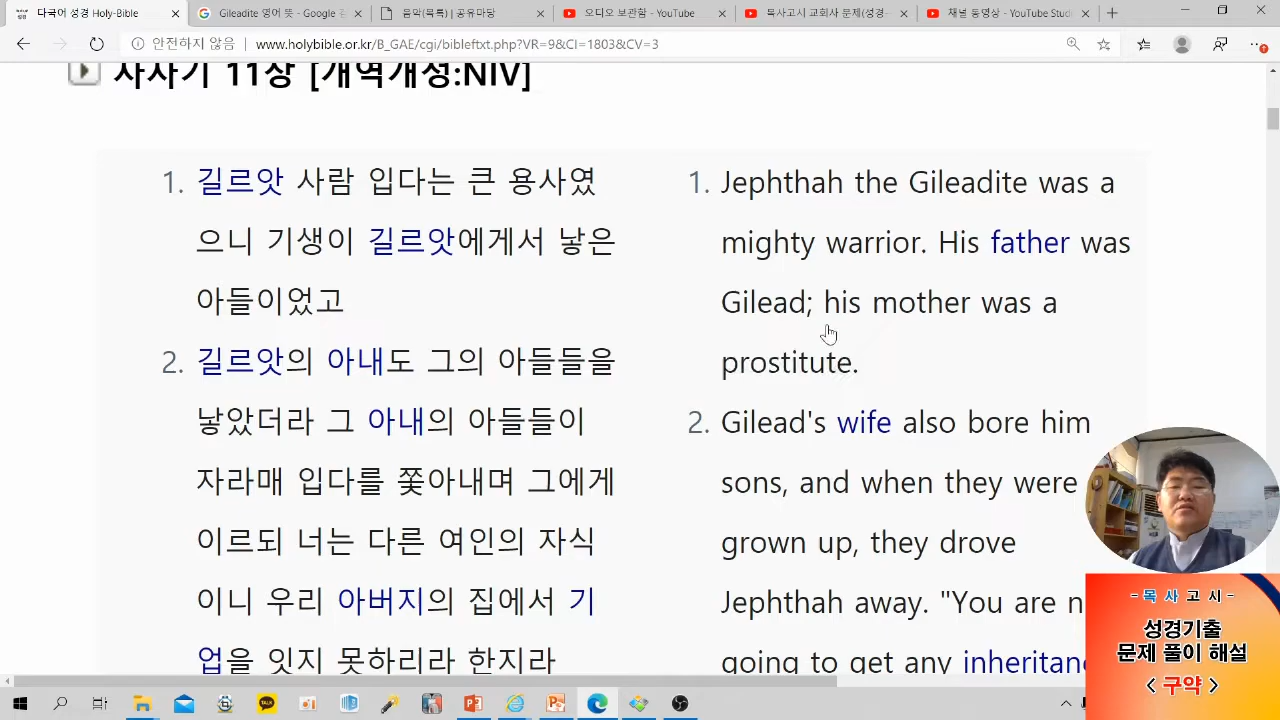 다국어 성경 Holy-Bible
Gileadite 영어 뜻 - Google
음악(목록) | 공유마당
오디오 보관함 - YouTube
목사고시 교회사 문제(성경-
채널 동영상 - YouTube Stud
안전하지 않음
www.holybible.or.kr/B_GAE/cgi/bibleftxt.php?VR=9&CI=1803&CV=3
사사기 11장 [개역개정:NIV]
1. 길르앗 사람 입다는 큰 용사였
으니 기생이 길르앗에게서 낳은
아들이었고
2. 길르앗의 아내도 그의 아들들을
낳았더라 그 아내의 아들들이
자라매 입다를 쫓아내며 그에게
이르되 너는 다른 여인의 자식
이니 우리 아버지의 집에서 기
업을 잇지 못하리라 한지라
1. Jephthah the Gileadite was a
mighty warrior. His father was
Gilead; his mother was a
prostitute.
2. Gilead's wife also bore him
sons, and when they were
grown up, they drove
Jephthah away. "You are n
going to get any inheritan
- 목 사 고 시 -
성경기출
문제 풀이 해설
< 구약 >